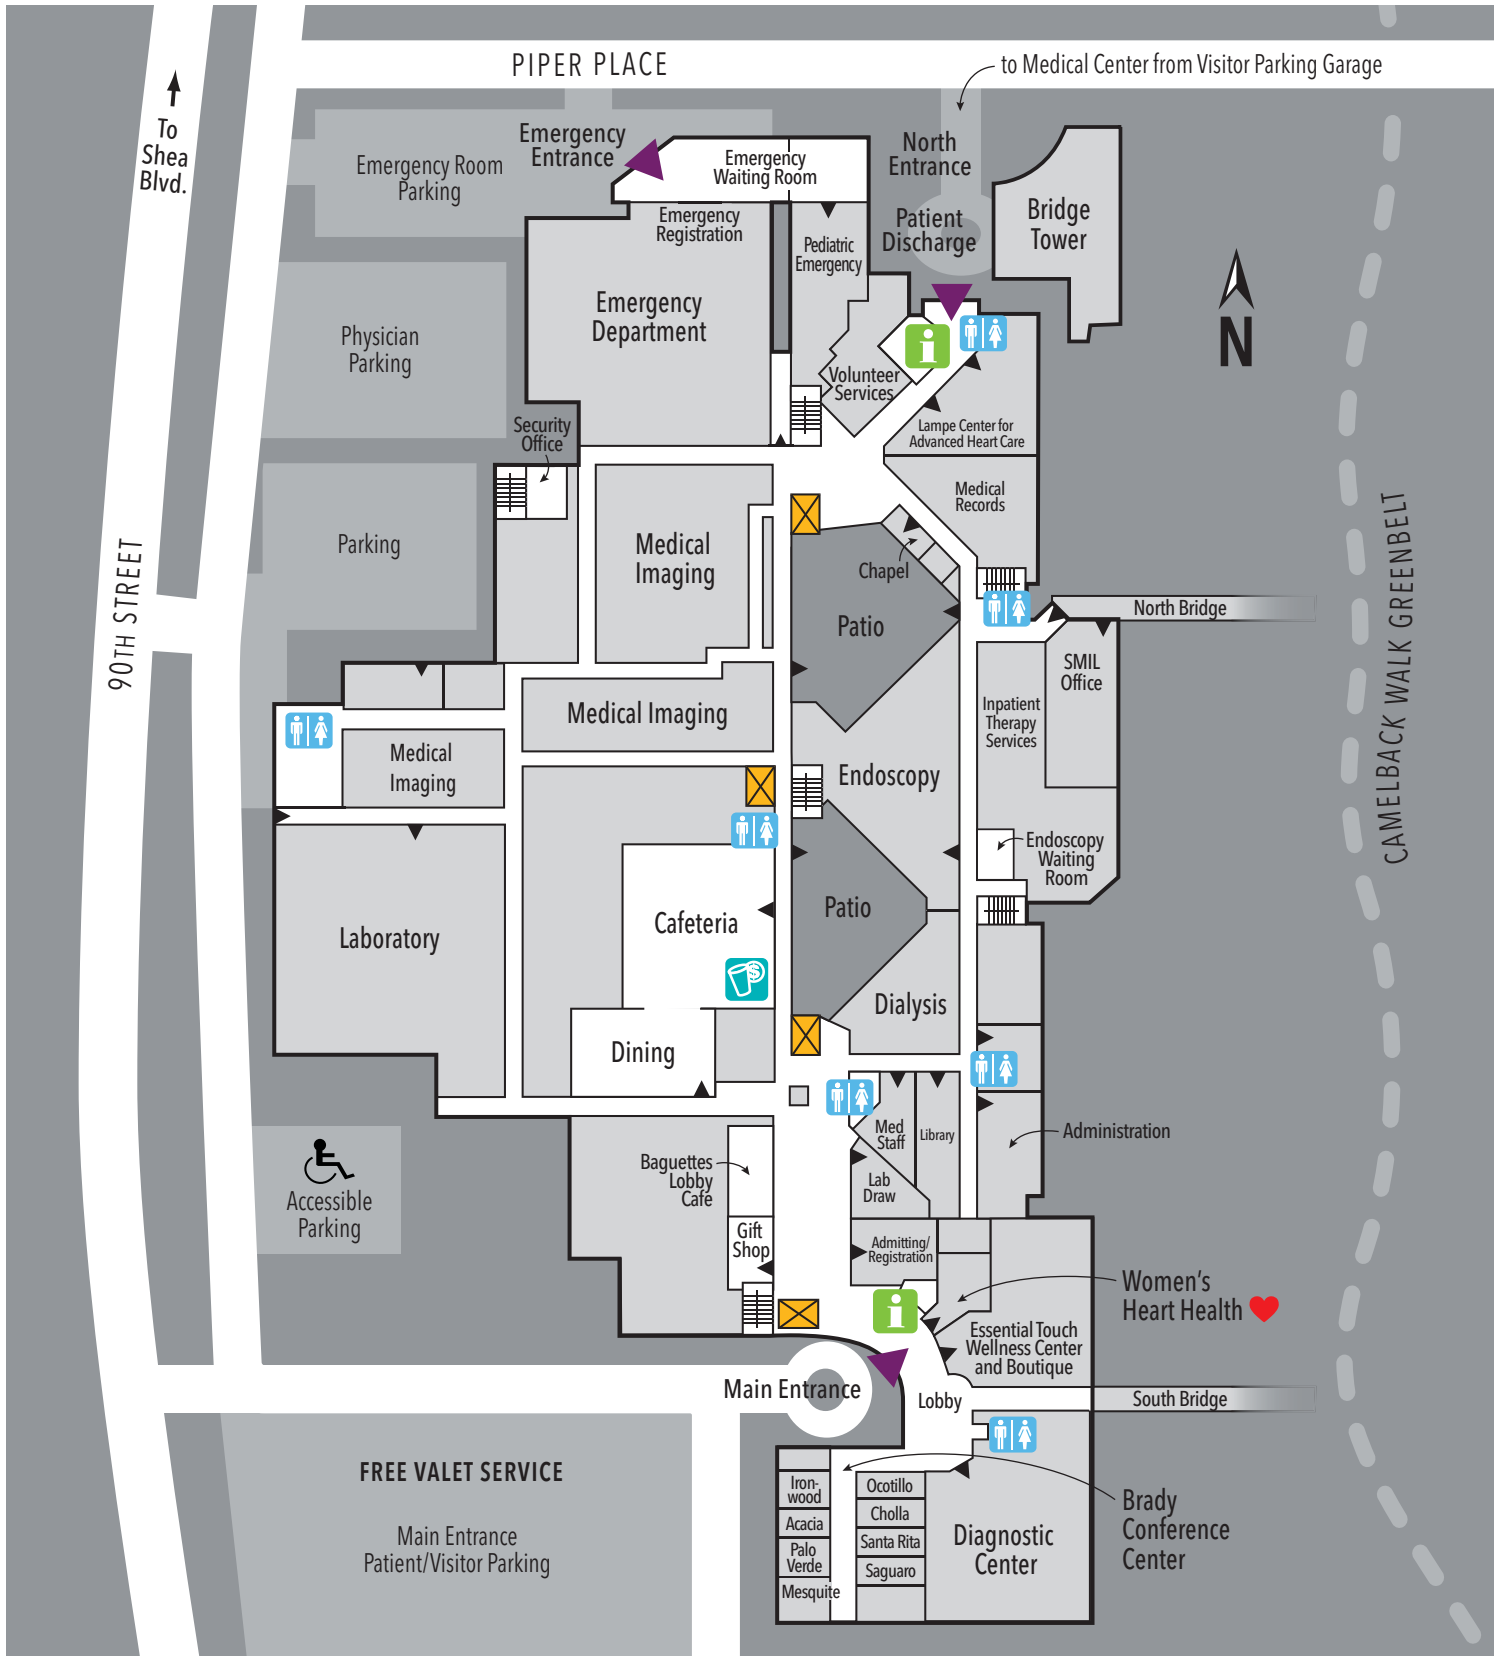 PIPER PLACE
to Medical Center from Visitor Parking Garage
To
Shea
Blvd.
Emergency
Entrance
Emergency Room
Parking
Emergency
Waiting Room
North
Entrance
Emergency
Registration
Patient
Discharge
Bridge
Tower
Pediatric
Emergency
Emergency
Department
N
Physician
Parking
Volunteer
Services
Security
Office
Lampe Center for
Advanced Heart Care
Medical
Records
Parking
Medical
Imaging
Chapel
90TH STREET
CAMELBACK WALK GREENBELT
Patio
North Bridge
SMIL
Office
Inpatient
Therapy
Services
Medical Imaging
Medical
Imaging
Endoscopy
Endoscopy
Waiting
Room
Laboratory
Cafeteria
$
Patio
Dialysis
Dining
Med
Staff
Library
Administration
Accessible
Parking
Baguettes
Lobby
Cafe
Lab
Draw
Gift
Shop
Admitting/
Registration
Women's
Heart Health
i
i
Essential Touch
Wellness Center
and Boutique
Main Entrance
Lobby
South Bridge
FREE VALET SERVICE
Main Entrance
Patient/Visitor Parking
Iron-
wood
Acacia
Palo
Verde
Mesquite
Ocotillo
Cholla
Santa Rita
Saguaro
Diagnostic
Center
Brady
Conference
Center